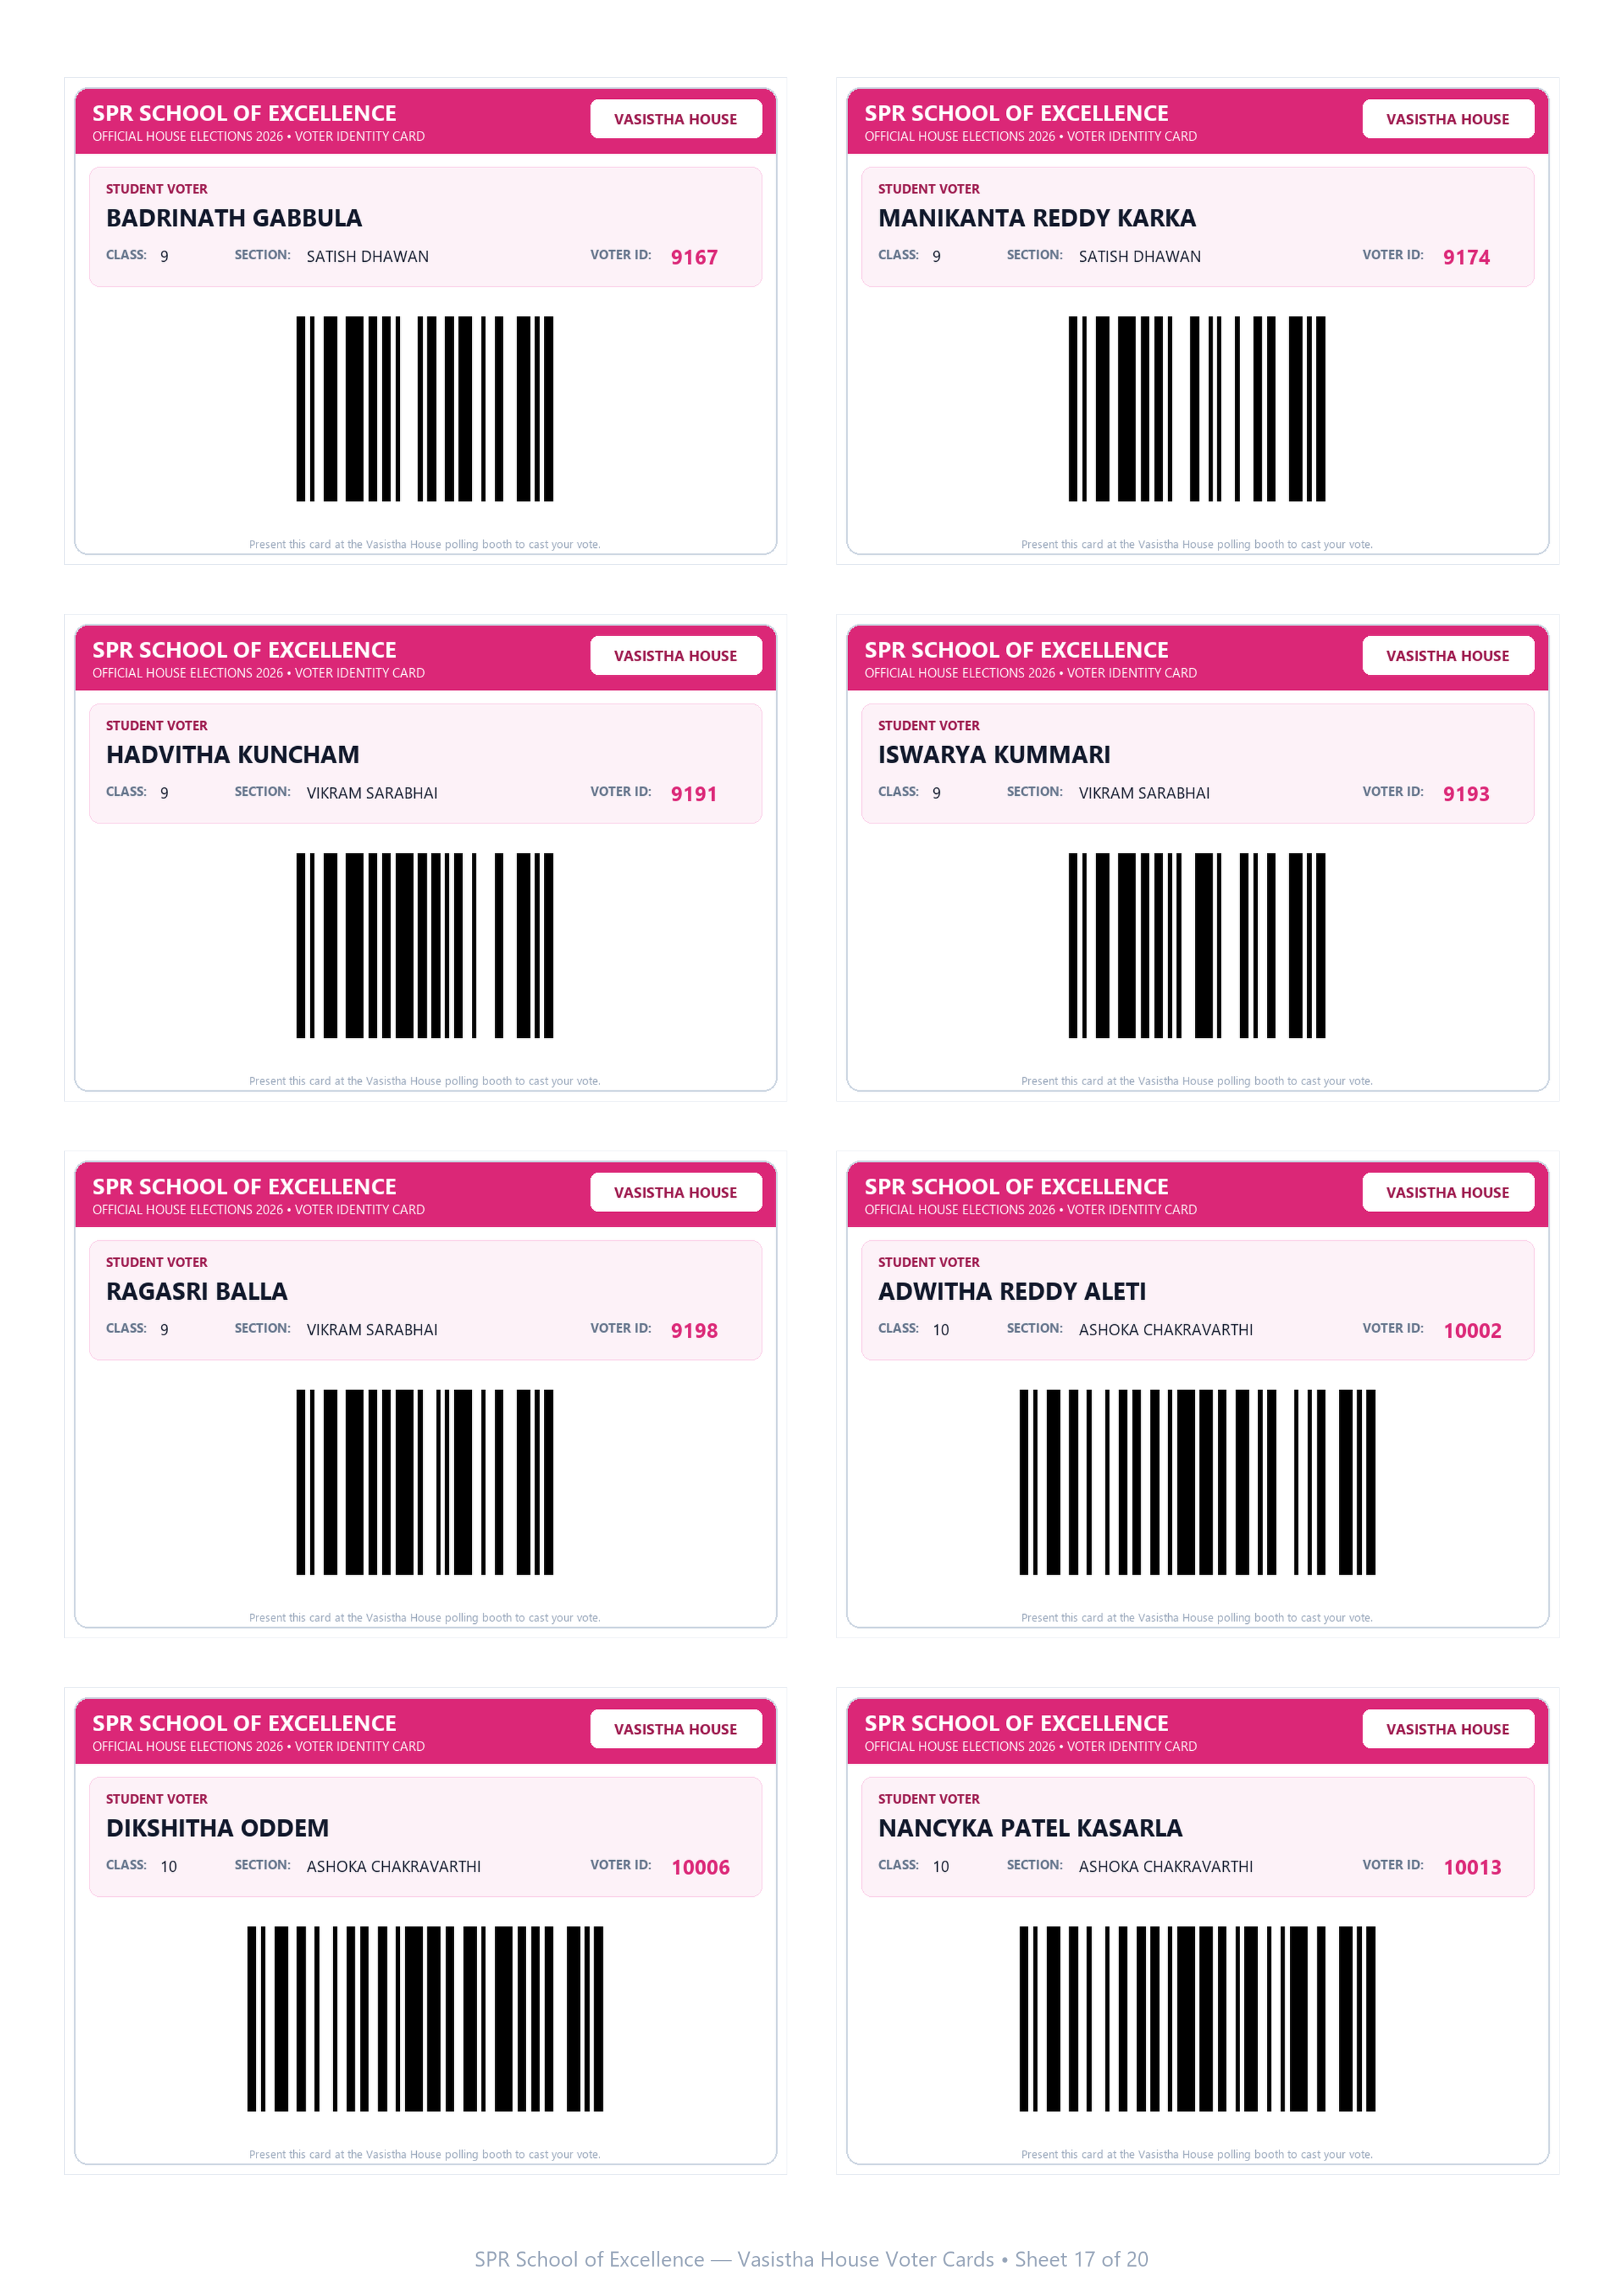 SPR SCHOOL OF EXCELLENCE
OFFICIAL HOUSE ELECTIONS 2026 • VOTER IDENTITY CARD
VASISTHA HOUSE
STUDENT VOTER
BADRINATH GABBULA
CLASS: 9 SECTION: SATISH DHAWAN VOTER ID: 9167
Present this card at the Vasistha House polling booth to cast your vote.
SPR SCHOOL OF EXCELLENCE
OFFICIAL HOUSE ELECTIONS 2026 • VOTER IDENTITY CARD
VASISTHA HOUSE
STUDENT VOTER
MANIKANTA REDDY KARKA
CLASS: 9 SECTION: SATISH DHAWAN VOTER ID: 9174
Present this card at the Vasistha House polling booth to cast your vote.
SPR SCHOOL OF EXCELLENCE
OFFICIAL HOUSE ELECTIONS 2026 • VOTER IDENTITY CARD
VASISTHA HOUSE
STUDENT VOTER
HADVITHA KUNCHAM
CLASS: 9 SECTION: VIKRAM SARABHAI VOTER ID: 9191
Present this card at the Vasistha House polling booth to cast your vote.
SPR SCHOOL OF EXCELLENCE
OFFICIAL HOUSE ELECTIONS 2026 • VOTER IDENTITY CARD
VASISTHA HOUSE
STUDENT VOTER
ISWARYA KUMMARI
CLASS: 9 SECTION: VIKRAM SARABHAI VOTER ID: 9193
Present this card at the Vasistha House polling booth to cast your vote.
SPR SCHOOL OF EXCELLENCE
OFFICIAL HOUSE ELECTIONS 2026 • VOTER IDENTITY CARD
VASISTHA HOUSE
STUDENT VOTER
RAGASRI BALLA
CLASS: 9 SECTION: VIKRAM SARABHAI VOTER ID: 9198
Present this card at the Vasistha House polling booth to cast your vote.
SPR SCHOOL OF EXCELLENCE
OFFICIAL HOUSE ELECTIONS 2026 • VOTER IDENTITY CARD
VASISTHA HOUSE
STUDENT VOTER
ADWITHA REDDY ALETI
CLASS: 10 SECTION: ASHOKA CHAKRAVARTHI VOTER ID: 10002
Present this card at the Vasistha House polling booth to cast your vote.
SPR SCHOOL OF EXCELLENCE
OFFICIAL HOUSE ELECTIONS 2026 • VOTER IDENTITY CARD
VASISTHA HOUSE
STUDENT VOTER
DIKSHITHA ODDEM
CLASS: 10 SECTION: ASHOKA CHAKRAVARTHI VOTER ID: 10006
Present this card at the Vasistha House polling booth to cast your vote.
SPR SCHOOL OF EXCELLENCE
OFFICIAL HOUSE ELECTIONS 2026 • VOTER IDENTITY CARD
VASISTHA HOUSE
STUDENT VOTER
NANCYKA PATEL KASARLA
CLASS: 10 SECTION: ASHOKA CHAKRAVARTHI VOTER ID: 10013
Present this card at the Vasistha House polling booth to cast your vote.
SPR School of Excellence — Vasistha House Voter Cards • Sheet 17 of 20